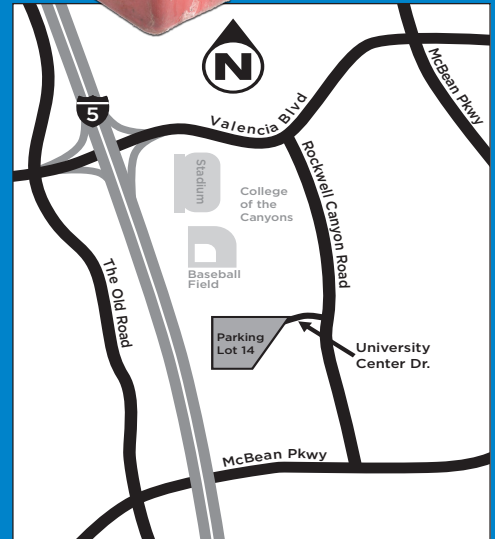 N
McBean Pkwy
5
Valencia Blvd
Stadium
College
of the
Canyons
Rockwell Canyon Road
Baseball
Field
The Old Road
Parking
Lot 14
University
Center Dr.
McBean Pkwy